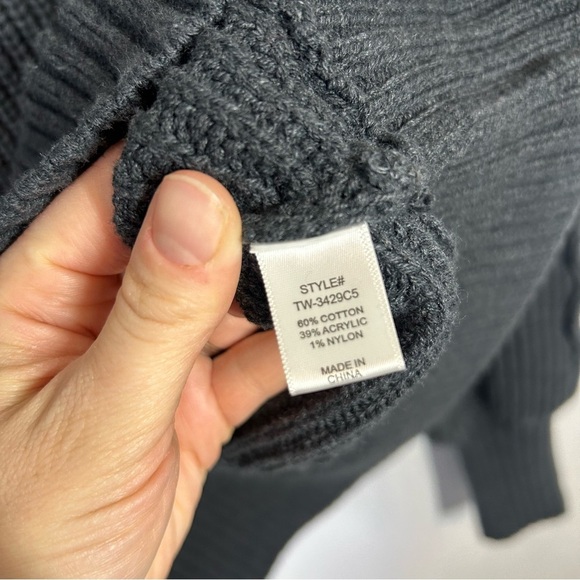 STYLE#
TW-3429C5
60% COTTON
39% ACRYLIC
1% NYLON
MADE IN
CHINA